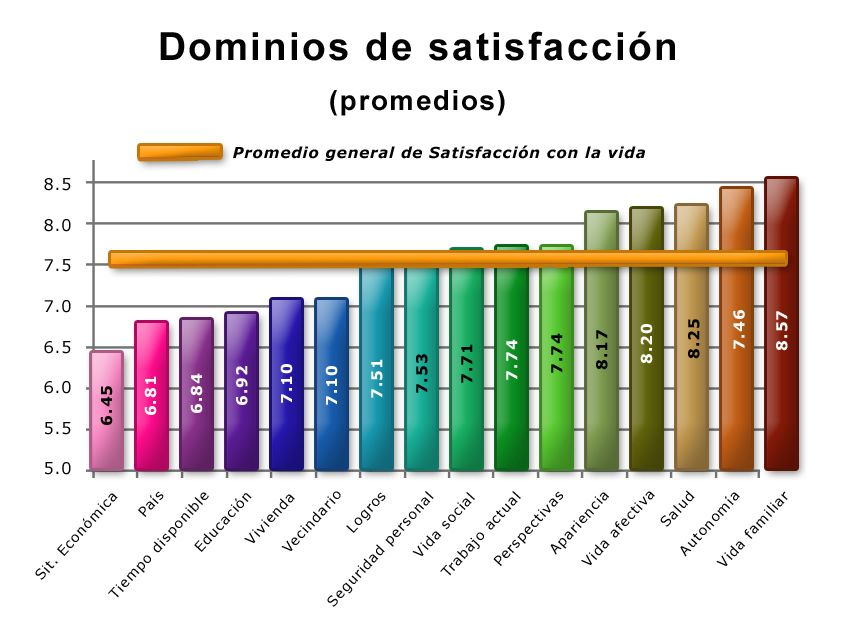 Dominios de satisfacción
(promedios)
Promedio general de Satisfacción con la vida
8.5
8.0
7.5
7.0
6.5
6.0
5.5
5.0
6.45
6.81
6.84
6.92
7.10
7.10
7.51
7.53
7.71
7.74
7.74
8.17
8.20
8.25
7.46
8.57
Sit. Económica
País
Tiempo disponible
Educación
Vivienda
Vecindario
Logros
Seguridad personal
Vida social
Trabajo actual
Perspectivas
Apariencia
Vida afectiva
Salud
Autonomía
Vida familiar